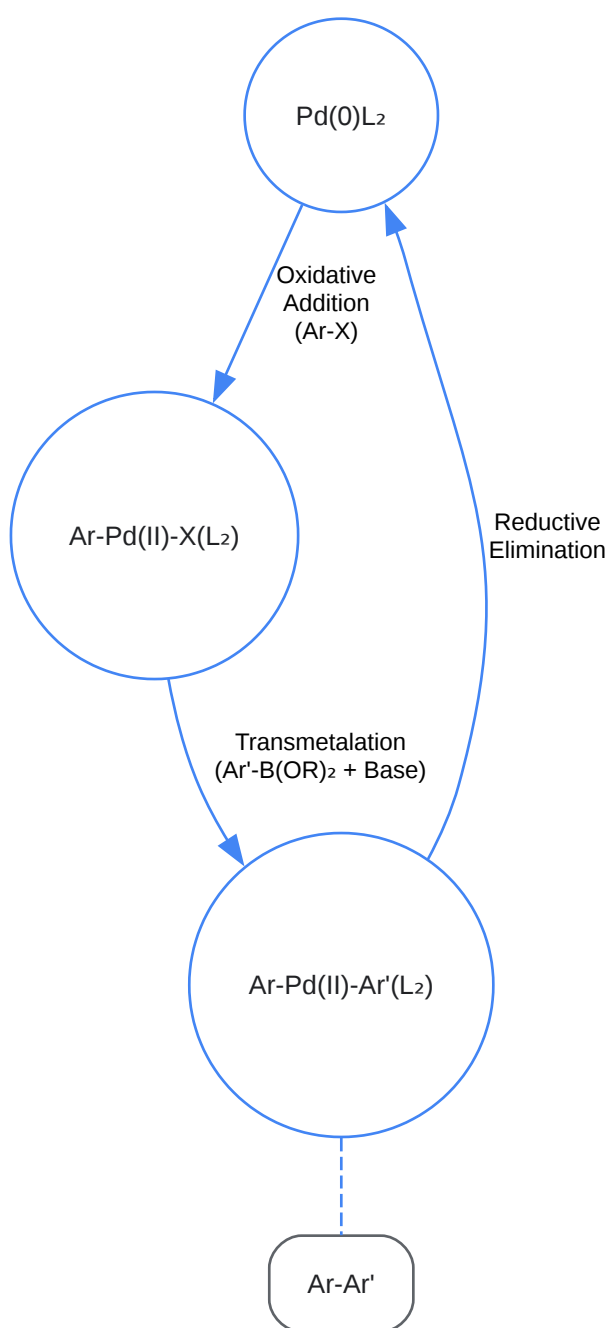 Pd(0)L₂
Oxidative
Addition
(Ar-X)
Ar-Pd(II)-X(L₂)
Reductive
Elimination
Transmetalation
(Ar'-B(OR)₂ + Base)
Ar-Pd(II)-Ar'(L₂)
Ar-Ar'